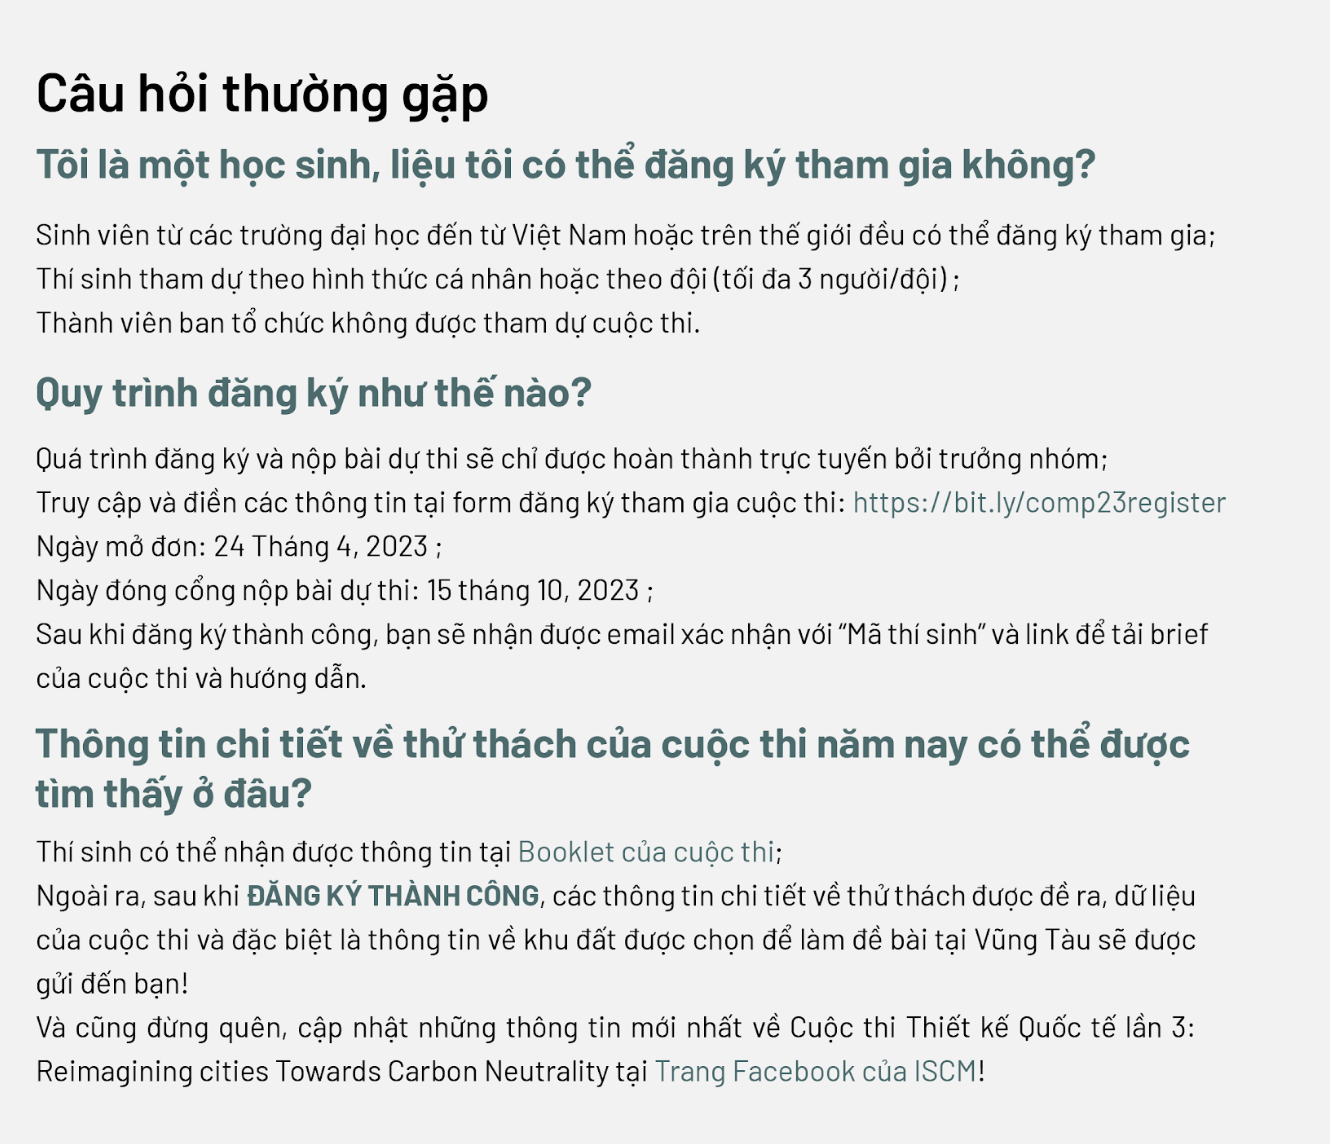 Câu hỏi thường gặp
Tôi là một học sinh, liệu tôi có thể đăng ký tham gia không?
Sinh viên từ các trường đại học đến từ Việt Nam hoặc trên thế giới đều có thể đăng ký tham gia;
Thí sinh tham dự theo hình thức cá nhân hoặc theo đội (tối đa 3 người/đội) ;
Thành viên ban tổ chức không được tham dự cuộc thi.
Quy trình đăng ký như thế nào?
Quá trình đăng ký và nộp bài dự thi sẽ chỉ được hoàn thành trực tuyến bởi trưởng nhóm;
Truy cập và điền các thông tin tại form đăng ký tham gia cuộc thi: https://bit.ly/comp23register
Ngày mở đơn: 24 Tháng 4, 2023 ;
Ngày đóng cổng nộp bài dự thi: 15 tháng 10, 2023 ;
Sau khi đăng ký thành công, bạn sẽ nhận được email xác nhận với “Mã thí sinh” và link để tải brief
của cuộc thi và hướng dẫn.
Thông tin chi tiết về thử thách của cuộc thi năm nay có thể được
tìm thấy ở đâu?
Thí sinh có thể nhận được thông tin tại Booklet của cuộc thi;
Ngoài ra, sau khi ĐĂNG KÝ THÀNH CÔNG, các thông tin chi tiết về thử thách được đề ra, dữ liệu
của cuộc thi và đặc biệt là thông tin về khu đất được chọn để làm đề bài tại Vũng Tàu sẽ được
gửi đến bạn!
Và cũng đừng quên, cập nhật những thông tin mới nhất về Cuộc thi Thiết kế Quốc tế lần 3:
Reimagining cities Towards Carbon Neutrality tại Trang Facebook của ISCM!